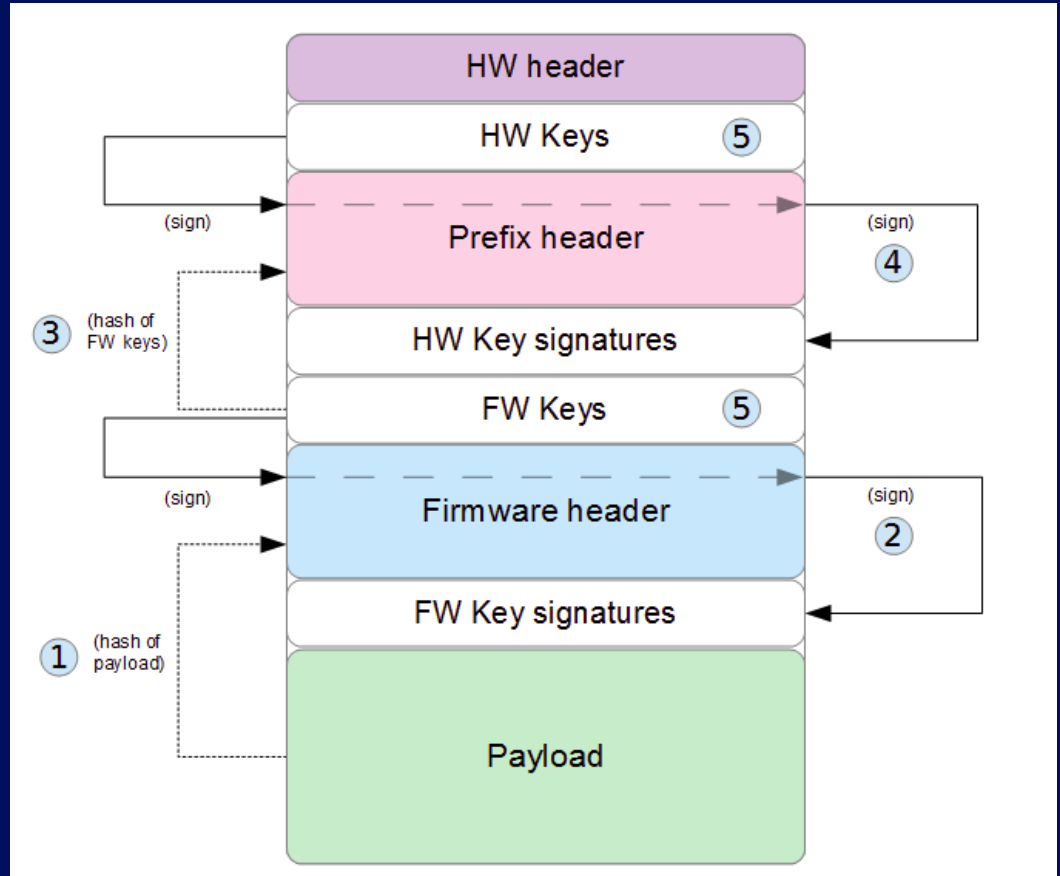 HW header
HW Keys
5
(sign)
Prefix header
(sign)
4
3
(hash of
FW keys)
HW Key signatures
FW Keys
5
(sign)
Firmware header
(sign)
2
FW Key signatures
1
(hash of
payload)
Payload